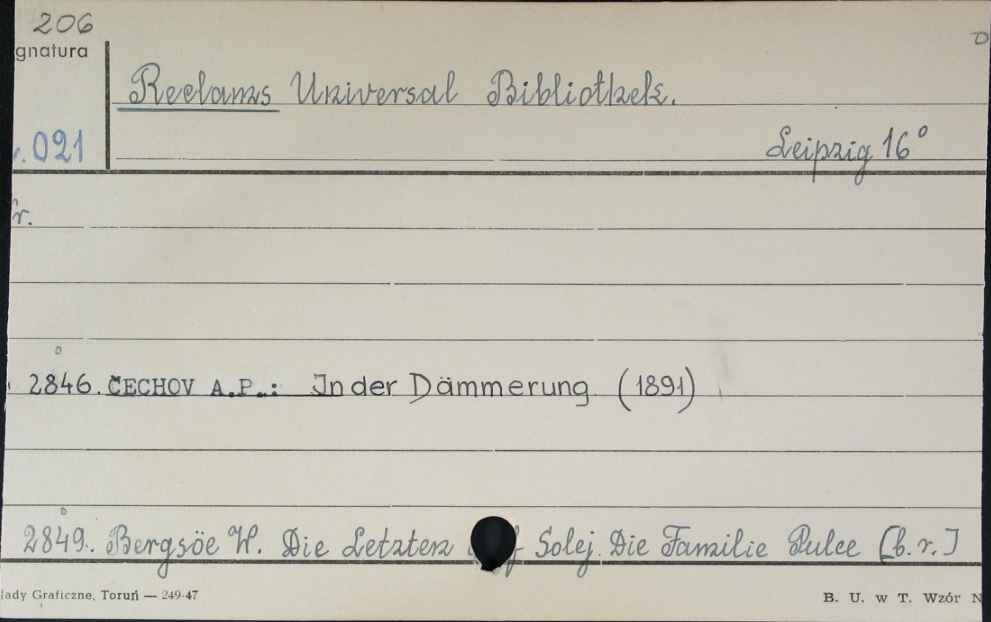 206
gnatura
Reclams Universal Bibliothek.
.021
Leipzig 16°
r.
2846. ČECHOV A.P.: In der Dämmerung (1891)
2849. Bergsöe W. Die Letzten Solej. Die Familie Pulce [b.r.]
ady Graficzne, Toruń — 249-47
B. U. w T. Wzór N